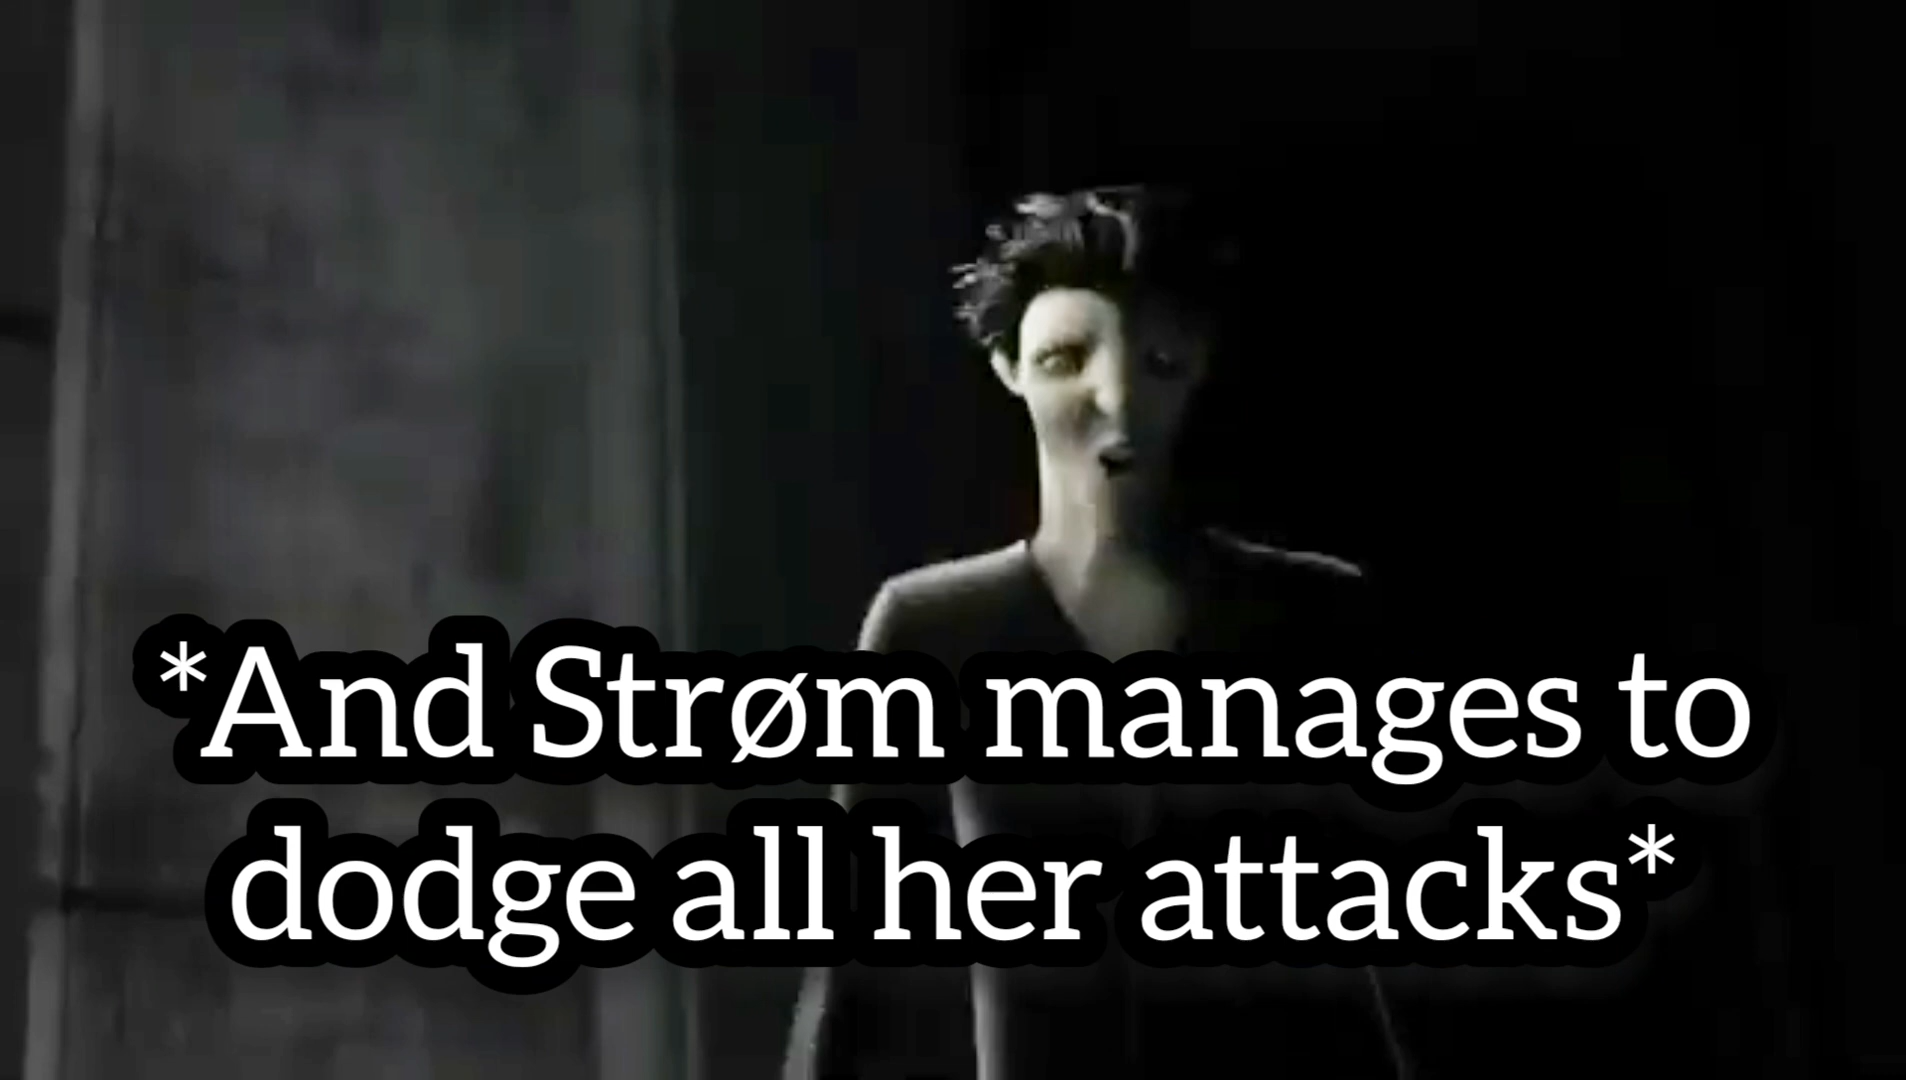 *And Strøm manages to
dodge all her attacks*